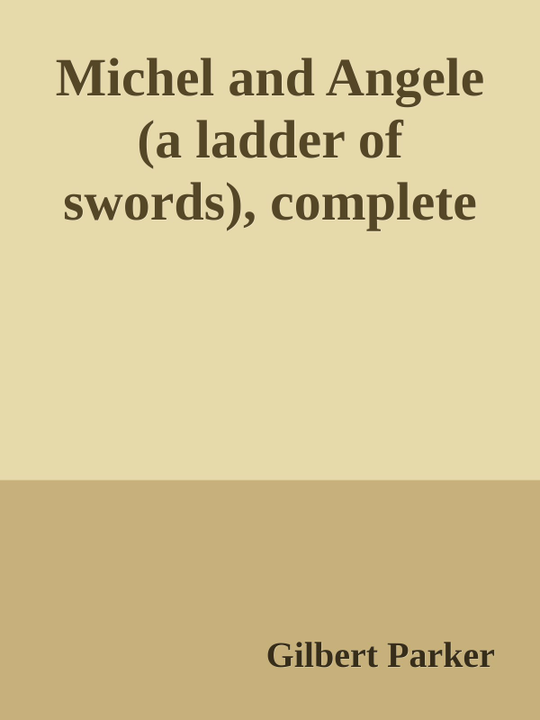 Michel and Angele
(a ladder of
swords), complete
Gilbert Parker